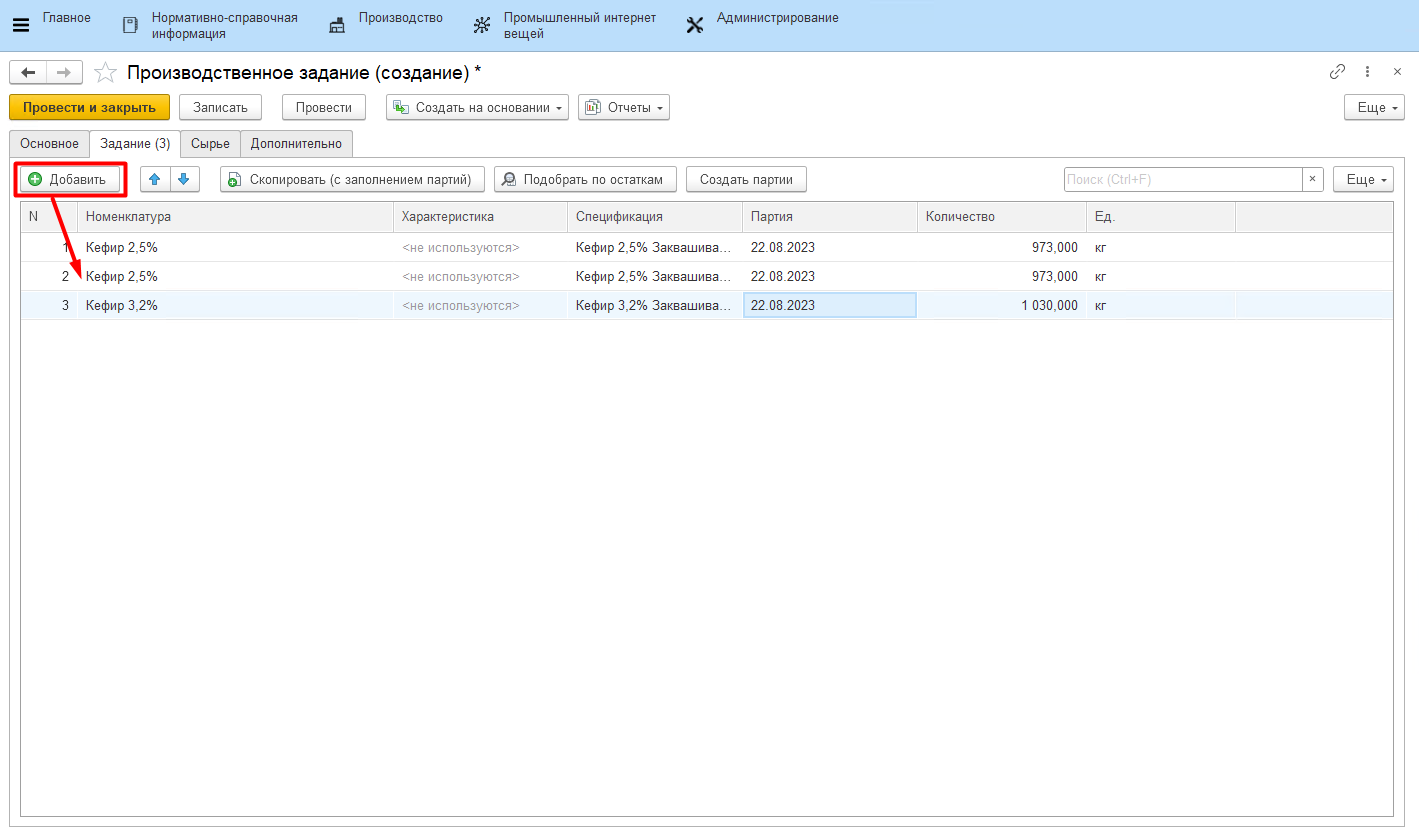 Главное
Нормативно-справочная
информация
Производство
Промышленный интернет
вещей
Администрирование
Производственное задание (создание) *
Провести и закрыть Записать Провести Создать на основании Отчеты Еще
Основное Задание (3) Сырье Дополнительно
Добавить Скопировать (с заполнением партий) Подобрать по остаткам Создать партии Поиск (Ctrl+F) × Еще
N Номенклатура Характеристика Спецификация Партия Количество Ед.
1 Кефир 2,5% <не используются> Кефир 2,5% Заквашива... 22.08.2023 973,000 кг
2 Кефир 2,5% <не используются> Кефир 2,5% Заквашива... 22.08.2023 973,000 кг
3 Кефир 3,2% <не используются> Кефир 3,2% Заквашива... 22.08.2023 1 030,000 кг